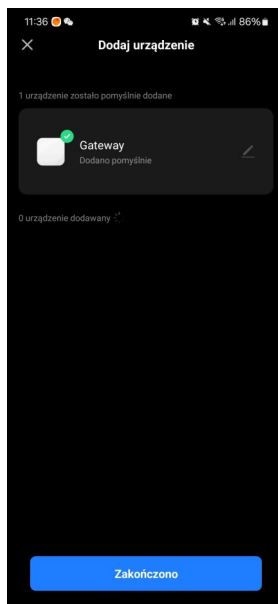 11:36 86%
Dodaj urządzenie
1 urządzenie zostało pomyślnie dodane
Gateway
Dodano pomyślnie
0 urządzenie dodawany
Zakończono